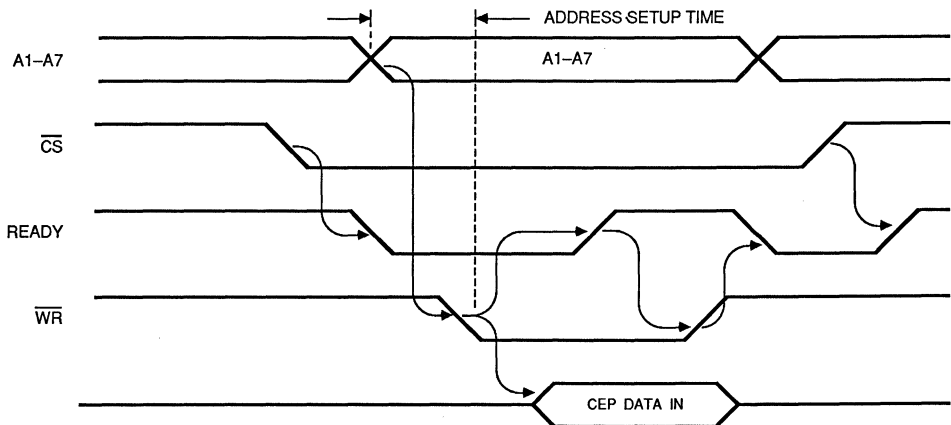 ADDRESS SETUP TIME
A1–A7
A1–A7
CS
READY
WR
CEP DATA IN